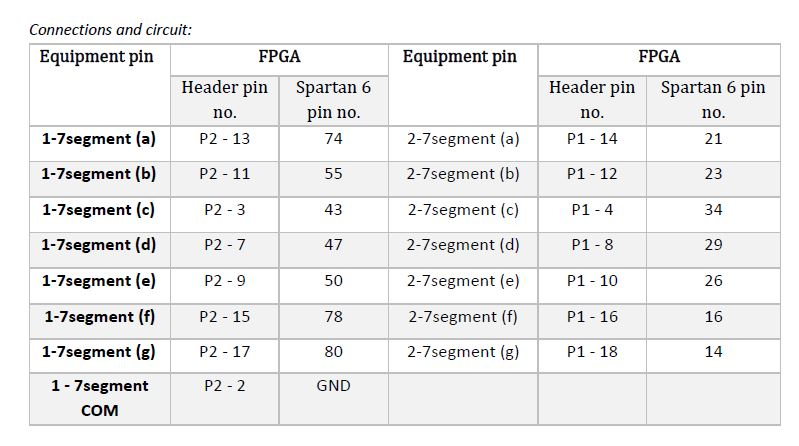 Connections and circuit:
Equipment pin FPGA Equipment pin FPGA
Header pin Spartan 6 Header pin Spartan 6 pin
no. pin no. no. no.
1-7segment (a) P2 - 13 74 2-7segment (a) P1 - 14 21
1-7segment (b) P2 - 11 55 2-7segment (b) P1 - 12 23
1-7segment (c) P2 - 3 43 2-7segment (c) P1 - 4 34
1-7segment (d) P2 - 7 47 2-7segment (d) P1 - 8 29
1-7segment (e) P2 - 9 50 2-7segment (e) P1 - 10 26
1-7segment (f) P2 - 15 78 2-7segment (f) P1 - 16 16
1-7segment (g) P2 - 17 80 2-7segment (g) P1 - 18 14
1 - 7segment P2 - 2 GND
COM